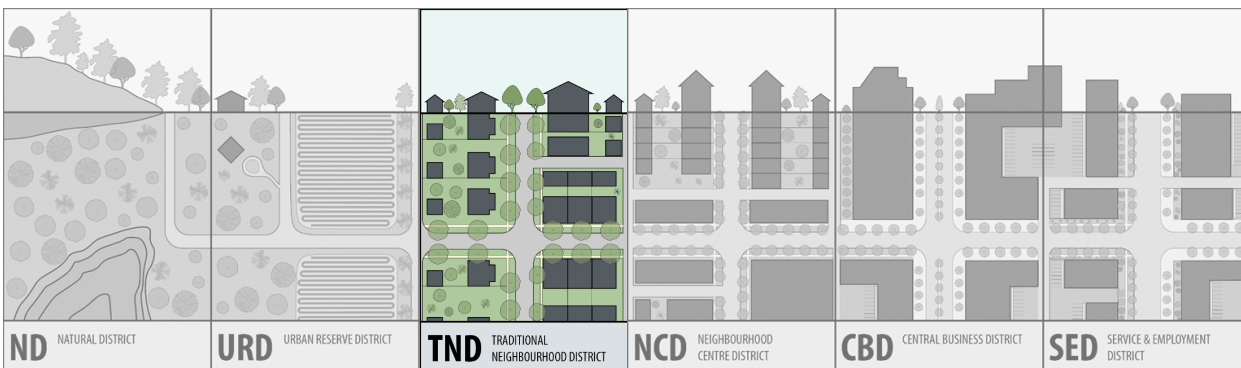 ND NATURAL DISTRICT
URD URBAN RESERVE DISTRICT
TND TRADITIONAL
NEIGHBOURHOOD DISTRICT
NCD NEIGHBOURHOOD
CENTRE DISTRICT
CBD CENTRAL BUSINESS DISTRICT
SED SERVICE & EMPLOYMENT
DISTRICT